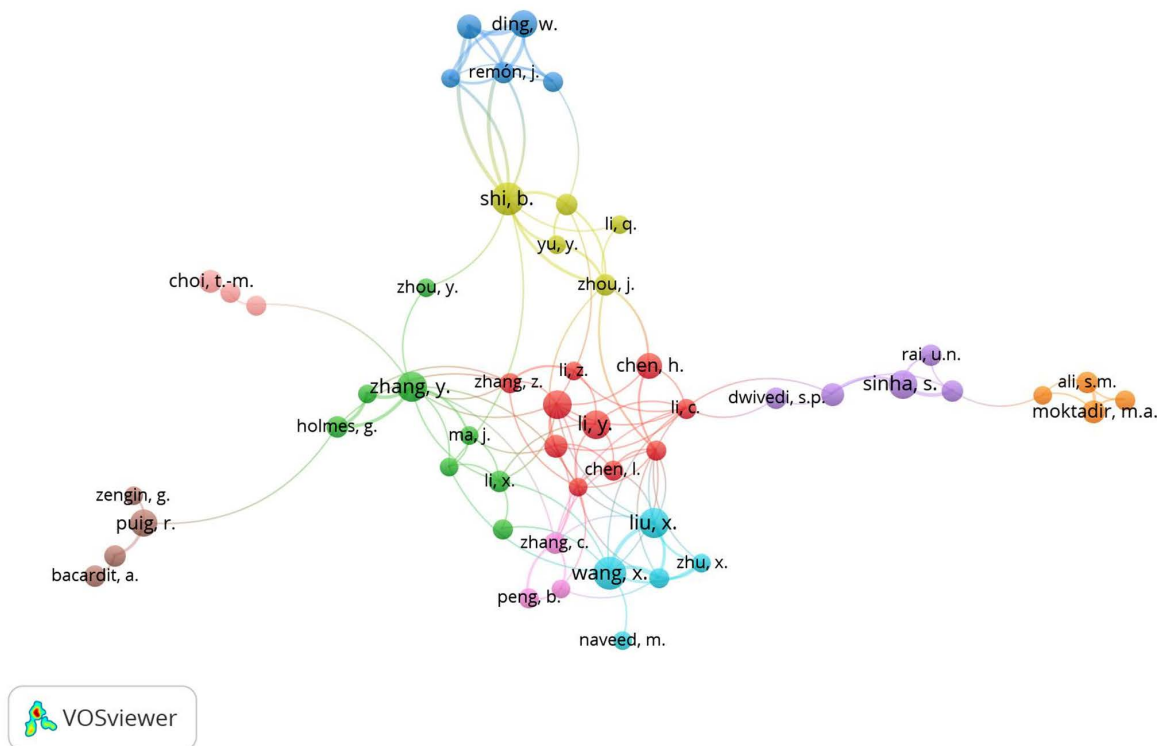 ding, w.
remón, j.
shi, b.
li, q.
yu, y.
choi, t.-m.
zhou, y.
zhou, j.
rai, u.n.
zhang, y.
zhang, z.
li, z.
chen, h.
sinha, s.
ali, s.m.
dwivedi, s.p.
li, c.
moktadir, m.a.
holmes, g.
ma, j.
li, y.
chen, l.
li, x.
zengin, g.
puig, r.
liu, x.
zhang, c.
bacardit, a.
wang, x.
zhu, x.
peng, b.
naveed, m.
VOSviewer